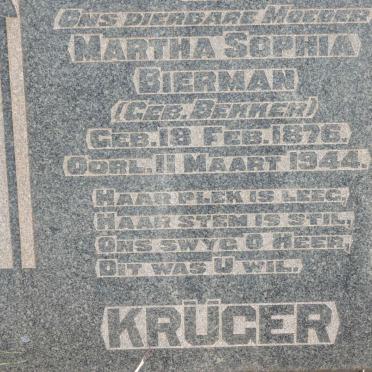 ONS DIERBARE MOEDER
MARTHA SOPHIA
BIERMAN
(GEB. BEKKER)
GEB. 19 FEB. 1876.
OORL. 11 MAART 1944.
HAAR PLEK IS LEEG,
HAAR STEM IS STIL,
ONS SWYG O HEER,
DIT WAS U WIL.
KRÜGER